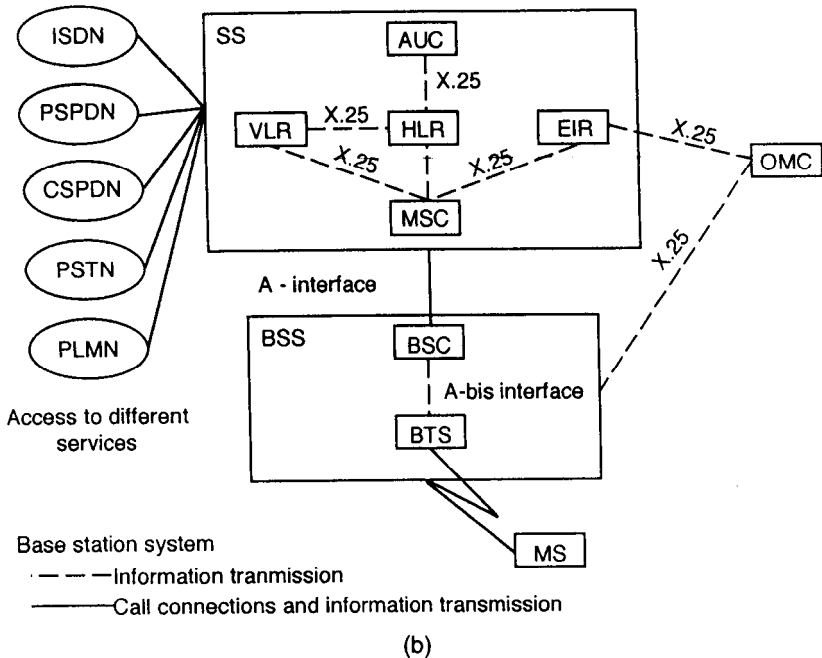 ISDN
PSPDN
CSPDN
PSTN
PLMN
Access to different
services
SS
AUC
X.25
VLR
X.25
HLR
EIR
X.25
X.25
X.25
OMC
MSC
A - interface
X.25
BSS
BSC
A-bis interface
BTS
MS
Base station system
Information tranmission
Call connections and information transmission
(b)